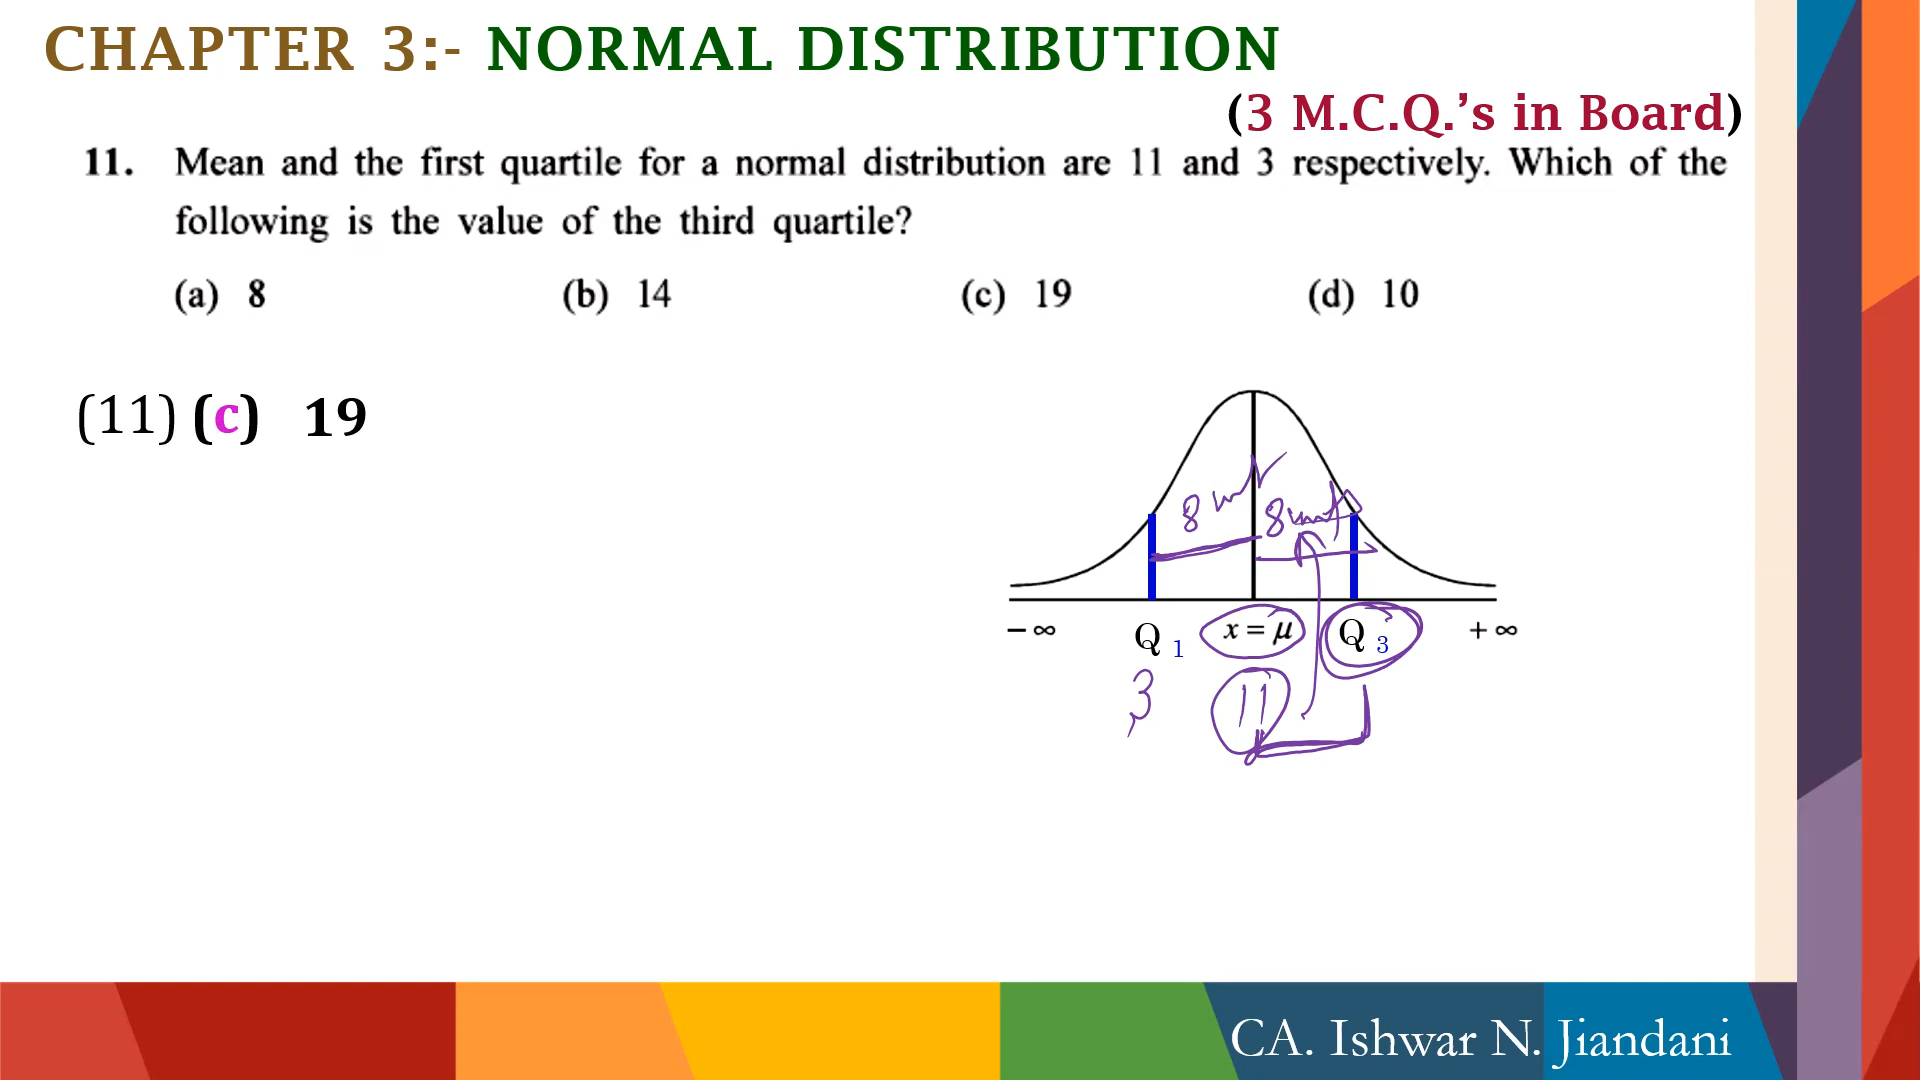 CHAPTER 3:- NORMAL DISTRIBUTION
(3 M.C.Q.’s in Board)
11. Mean and the first quartile for a normal distribution are 11 and 3 respectively. Which of the
following is the value of the third quartile?
(a) 8 (b) 14 (c) 19 (d) 10
(11) (c) 19
8 unit 8 units
− ∞ Q 1 x = μ Q 3 + ∞
3 11
CA. Ishwar N. Jiandani